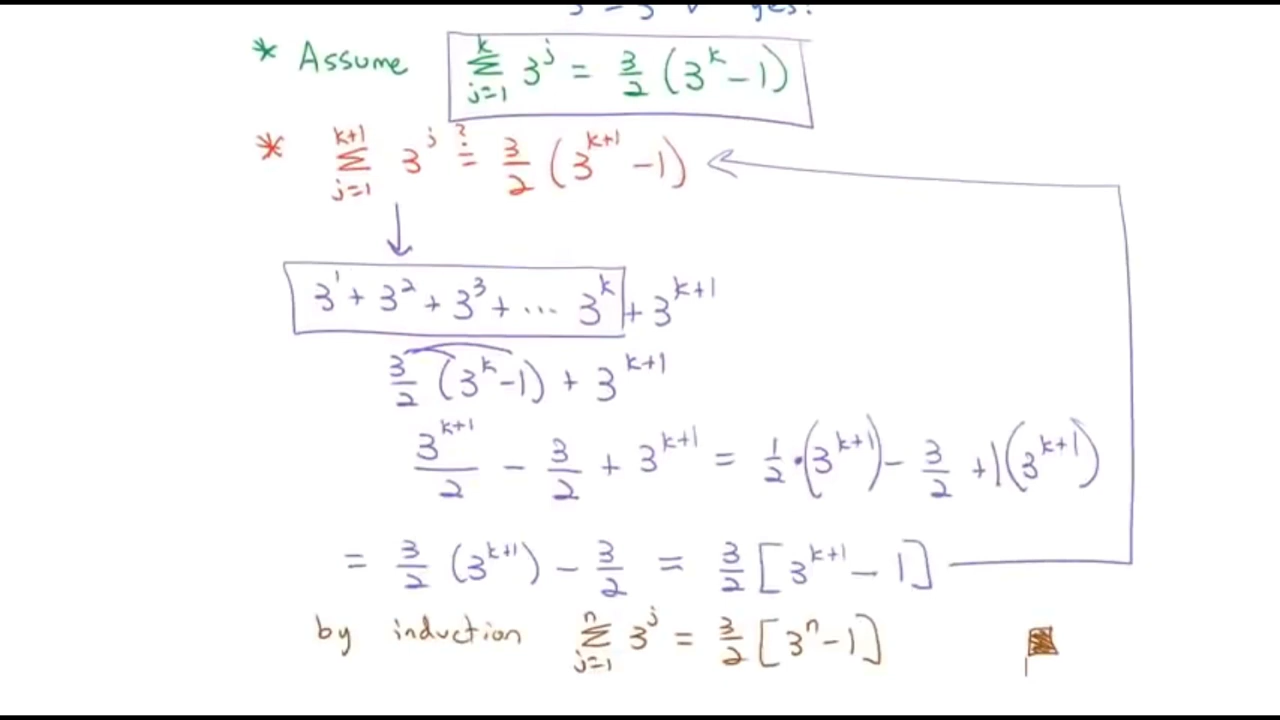 3 = 3 ✓ yes!
* Assume ∑_{j=1}^{k} 3^j = 3/2 (3^k − 1)
* ∑_{j=1}^{k+1} 3^j ≟ 3/2 (3^{k+1} − 1)
3^1 + 3^2 + 3^3 + ... 3^k + 3^{k+1}
3/2 (3^k − 1) + 3^{k+1}
3^{k+1}/2 − 3/2 + 3^{k+1} = 1/2 · (3^{k+1}) − 3/2 + 1(3^{k+1})
= 3/2 (3^{k+1}) − 3/2 = 3/2 [3^{k+1} − 1]
by induction ∑_{j=1}^{n} 3^j = 3/2 [3^n − 1]